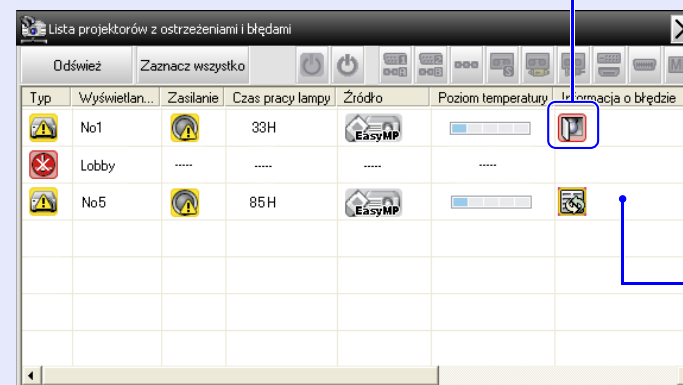 Lista projektorów z ostrzeżeniami i błędami
Odśwież Zaznacz wszystko
Typ Wyświetlan... Zasilanie Czas pracy lampy Źródło Poziom temperatury Informacja o błędzie
No1 33H EasyMP
Lobby ----- ----- ----- -----
No5 85H EasyMP